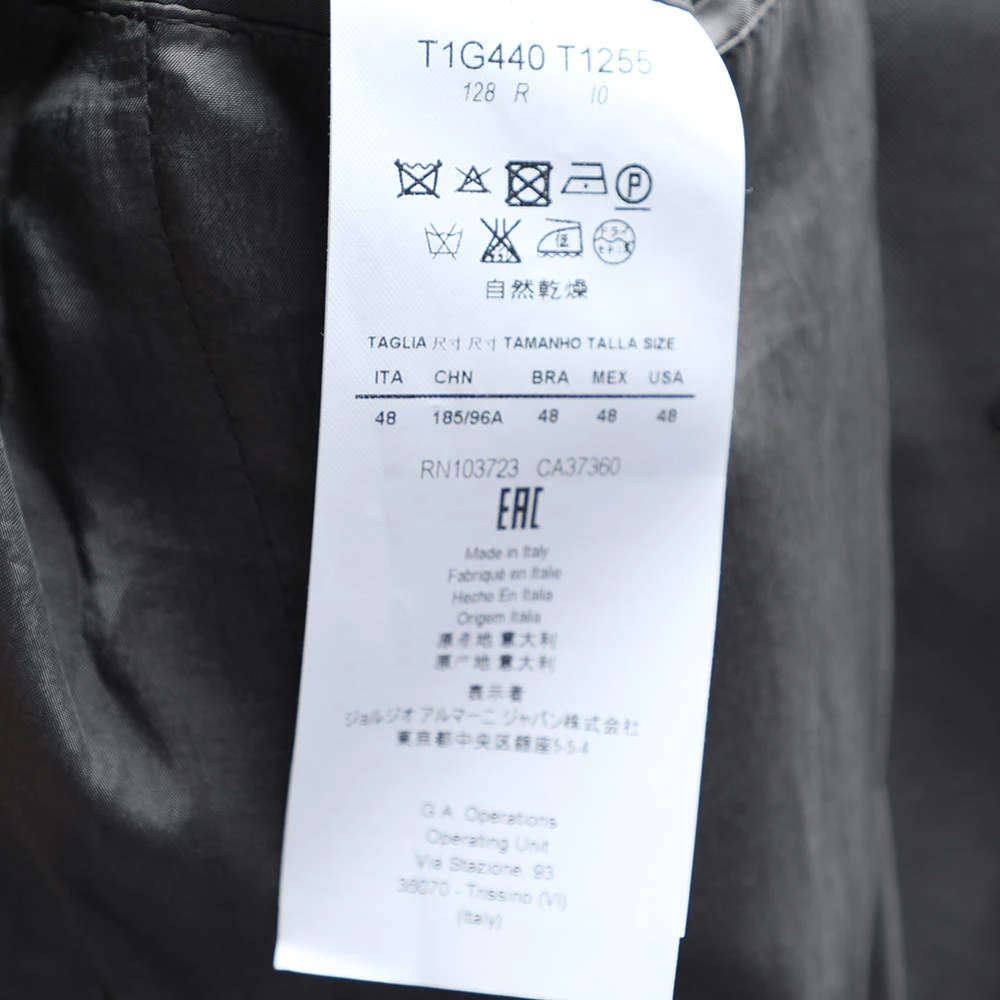 T1G440 T1255
128 R 10
P
自然乾燥
TAGLIA 尺寸 尺寸 TAMANHO TALLA SIZE
ITA CHN BRA MEX USA
48 185/96A 48 48 48
RN103723 CA37360
EAC
Made in Italy
Fabriqué en Italie
Hecho En Italia
Origem Itália
原産地 意大利
原产地 意大利
表示者
ジョルジオ アルマーニ ジャパン株式会社
東京都中央区銀座5-5-4
G.A. Operations
Operating Unit
Via Stazione, 93
36070 - Trissino (VI)
(Italy)